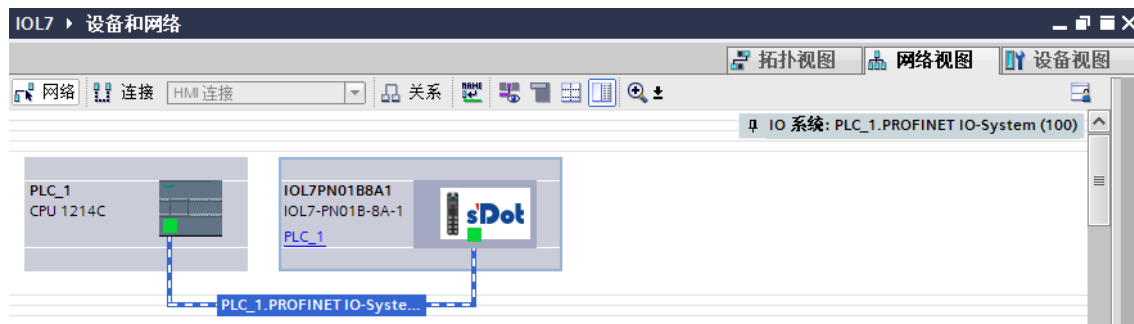 IOL7 ▸ 设备和网络
拓扑视图 网络视图 设备视图
网络 连接 HMI 连接 关系
IO 系统: PLC_1.PROFINET IO-System (100)
PLC_1
CPU 1214C
IOL7PN01B8A1
IOL7-PN01B-8A-1
PLC_1
s'Dot
PLC_1.PROFINET IO-Syste...